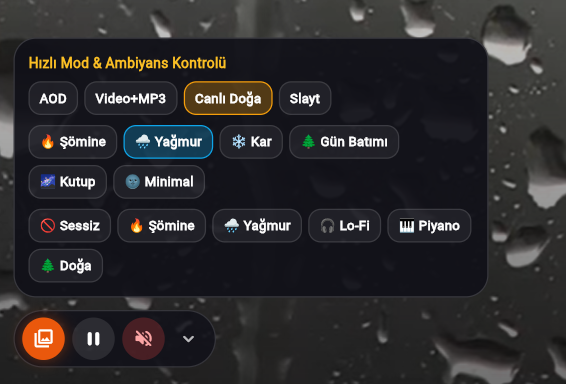 Hızlı Mod & Ambiyans Kontrolü
AOD Video+MP3 Canlı Doğa Slayt
Şömine Yağmur Kar Gün Batımı
Kutup Minimal
Sessiz Şömine Yağmur Lo-Fi Piyano
Doğa